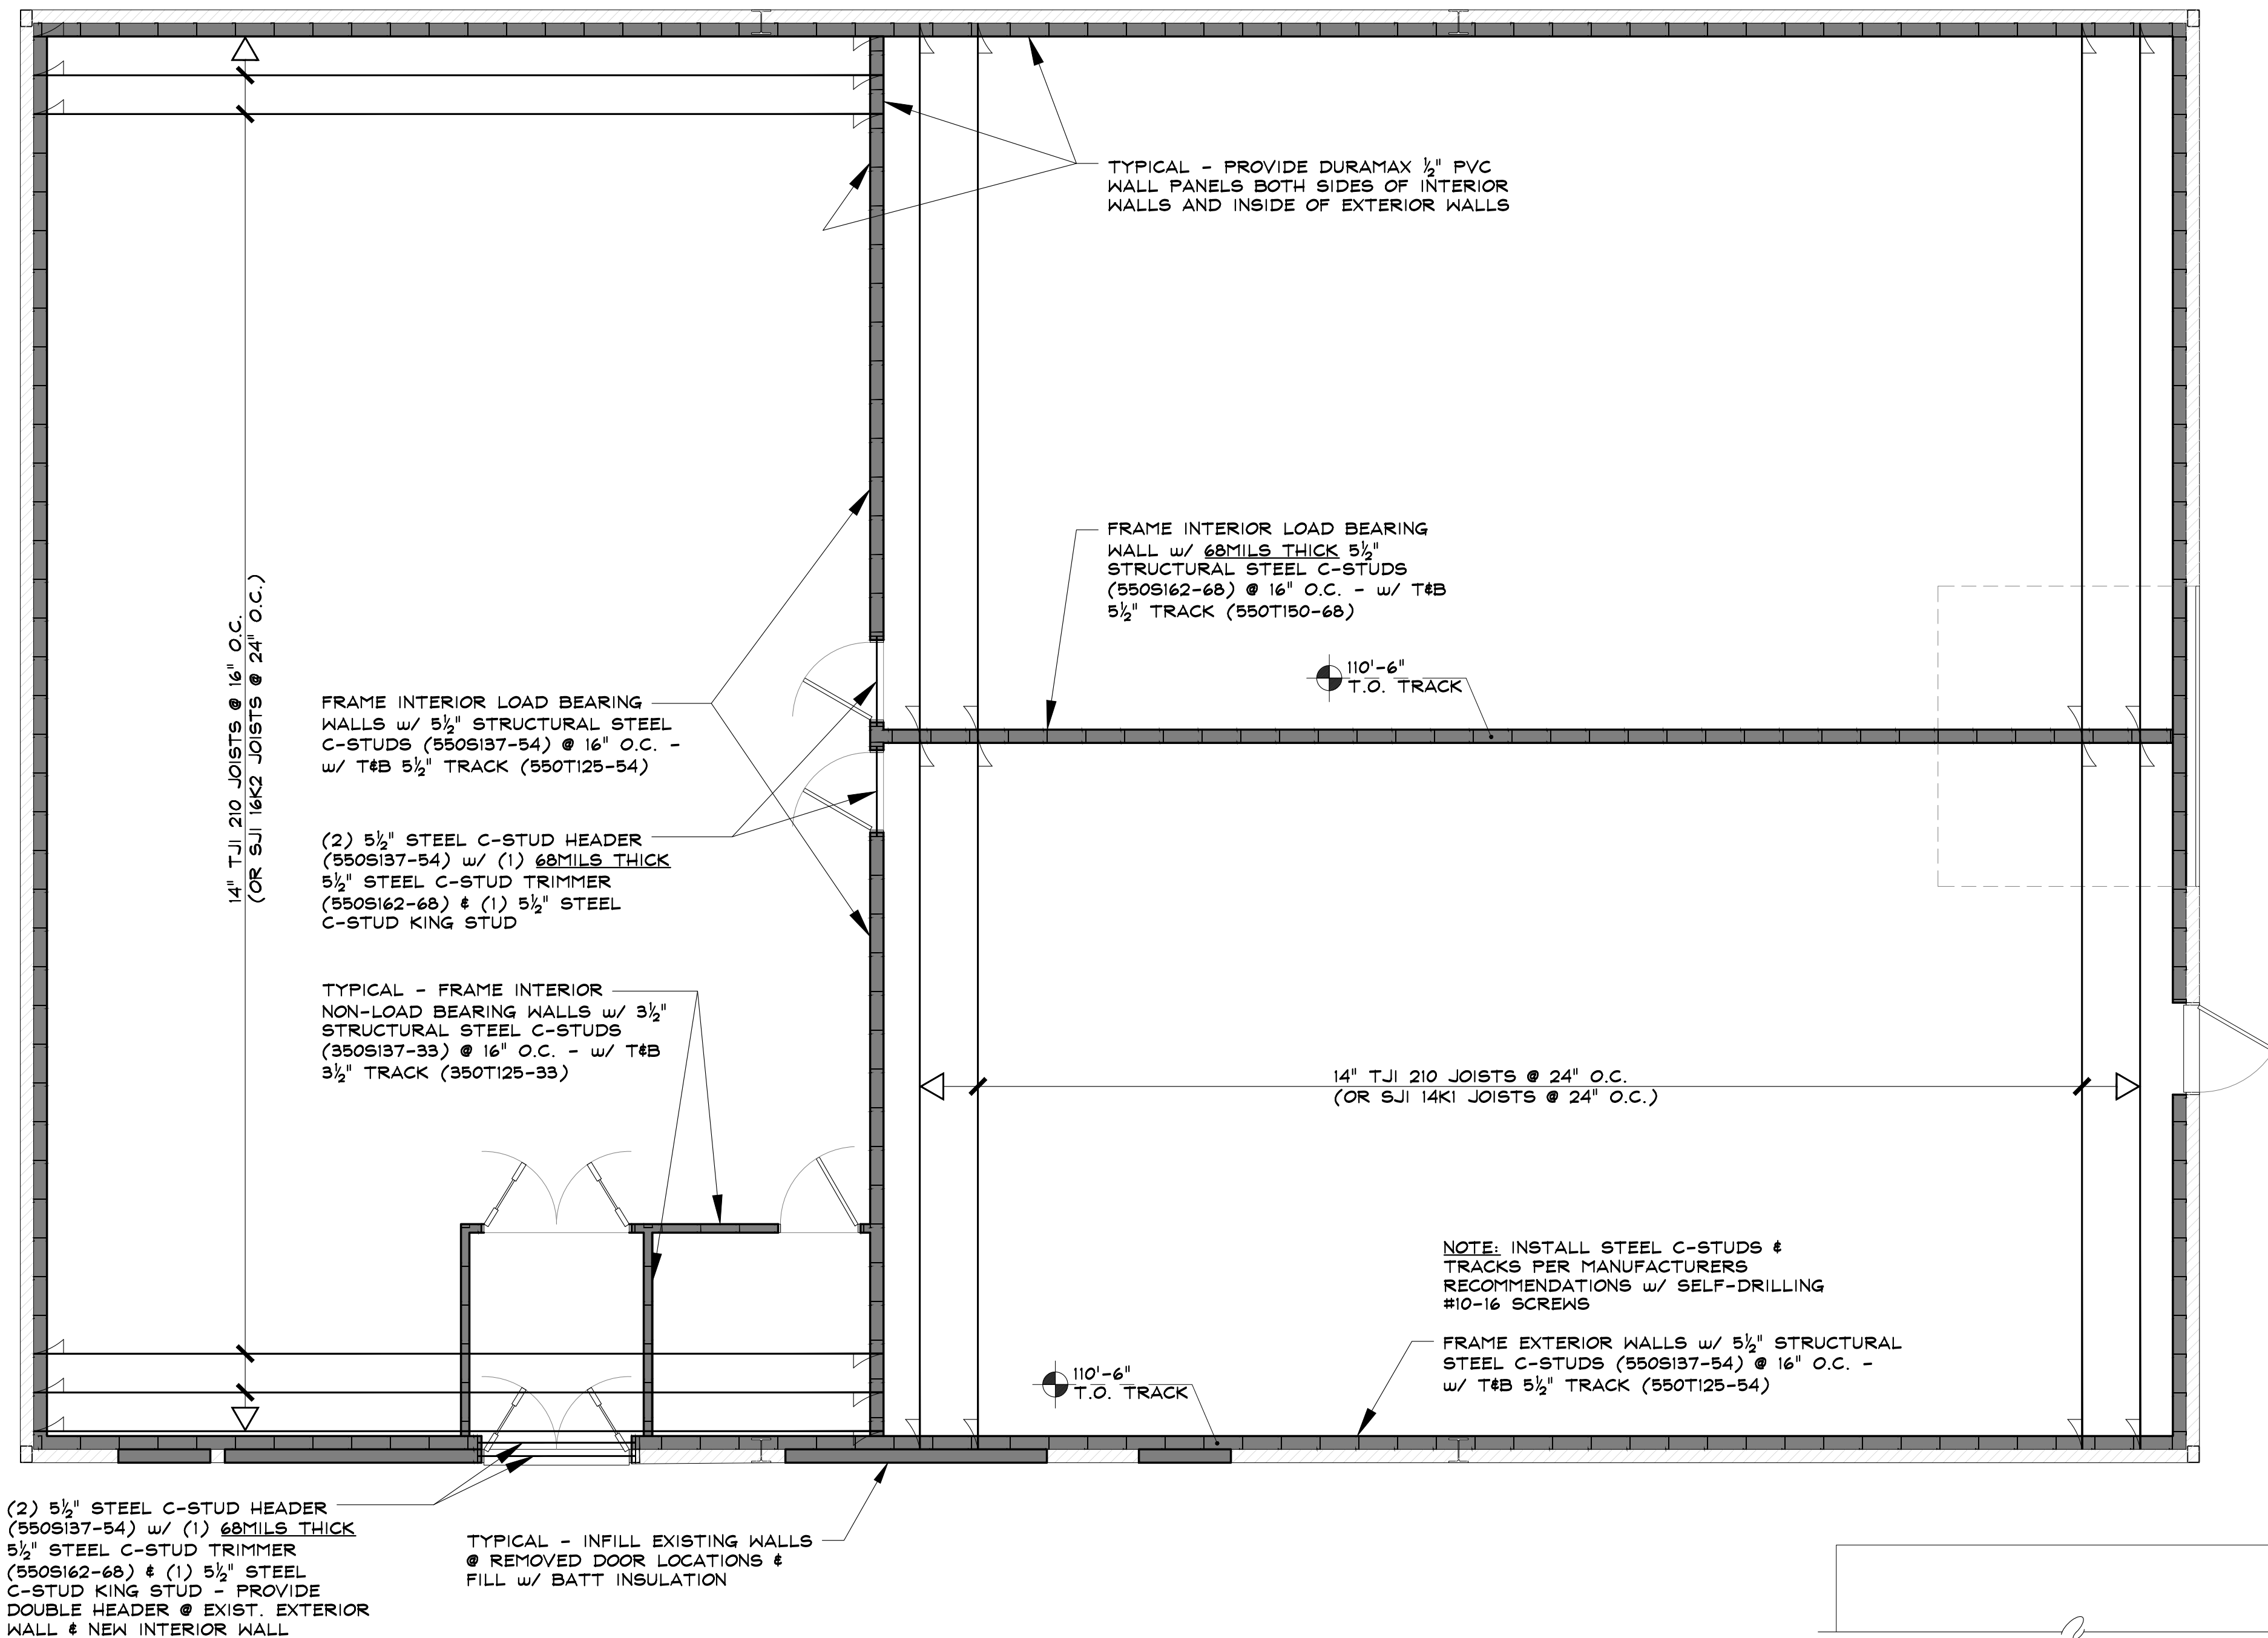 TYPICAL - PROVIDE DURAMAX ½" PVC
WALL PANELS BOTH SIDES OF INTERIOR
WALLS AND INSIDE OF EXTERIOR WALLS
FRAME INTERIOR LOAD BEARING
WALL w/ 68MILS THICK 5½"
STRUCTURAL STEEL C-STUDS
(550S162-68) @ 16" O.C. - w/ T&B
5½" TRACK (550T150-68)
110'-6"
T.O. TRACK
14" TJI 210 JOISTS @ 16" O.C.
(OR SJI 16K2 JOISTS @ 24" O.C.)
FRAME INTERIOR LOAD BEARING
WALLS w/ 5½" STRUCTURAL STEEL
C-STUDS (550S137-54) @ 16" O.C. -
w/ T&B 5½" TRACK (550T125-54)
(2) 5½" STEEL C-STUD HEADER
(550S137-54) w/ (1) 68MILS THICK
5½" STEEL C-STUD TRIMMER
(550S162-68) & (1) 5½" STEEL
C-STUD KING STUD
TYPICAL - FRAME INTERIOR
NON-LOAD BEARING WALLS w/ 3½"
STRUCTURAL STEEL C-STUDS
(350S137-33) @ 16" O.C. - w/ T&B
3½" TRACK (350T125-33)
14" TJI 210 JOISTS @ 24" O.C.
(OR SJI 14K1 JOISTS @ 24" O.C.)
NOTE: INSTALL STEEL C-STUDS &
TRACKS PER MANUFACTURERS
RECOMMENDATIONS w/ SELF-DRILLING
#10-16 SCREWS
FRAME EXTERIOR WALLS w/ 5½" STRUCTURAL
STEEL C-STUDS (550S137-54) @ 16" O.C. -
w/ T&B 5½" TRACK (550T125-54)
110'-6"
T.O. TRACK
(2) 5½" STEEL C-STUD HEADER
(550S137-54) w/ (1) 68MILS THICK
5½" STEEL C-STUD TRIMMER
(550S162-68) & (1) 5½" STEEL
C-STUD KING STUD - PROVIDE
DOUBLE HEADER @ EXIST. EXTERIOR
WALL & NEW INTERIOR WALL
TYPICAL - INFILL EXISTING WALLS
@ REMOVED DOOR LOCATIONS &
FILL w/ BATT INSULATION